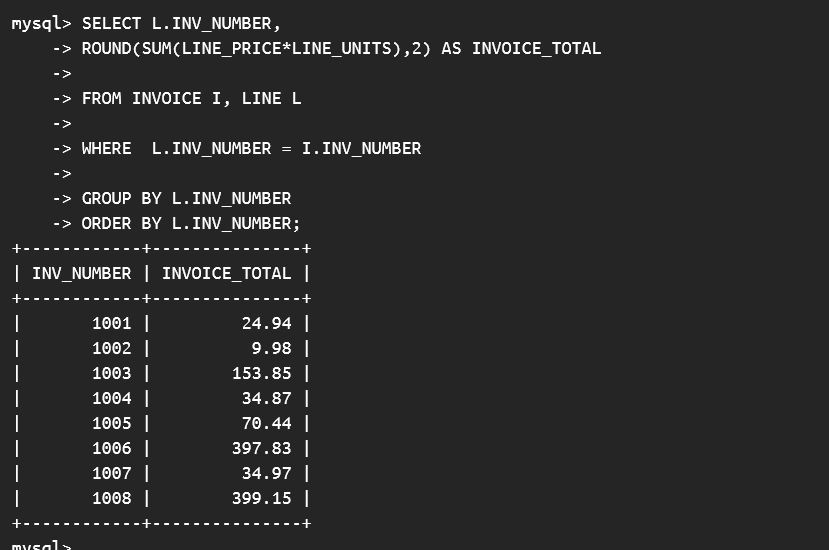 mysql> SELECT L.INV_NUMBER,
    -> ROUND(SUM(LINE_PRICE*LINE_UNITS),2) AS INVOICE_TOTAL
    ->
    -> FROM INVOICE I, LINE L
    ->
    -> WHERE  L.INV_NUMBER = I.INV_NUMBER
    ->
    -> GROUP BY L.INV_NUMBER
    -> ORDER BY L.INV_NUMBER;
+------------+---------------+
| INV_NUMBER | INVOICE_TOTAL |
+------------+---------------+
|       1001 |         24.94 |
|       1002 |          9.98 |
|       1003 |        153.85 |
|       1004 |         34.87 |
|       1005 |         70.44 |
|       1006 |        397.83 |
|       1007 |         34.97 |
|       1008 |        399.15 |
+------------+---------------+
mysql>